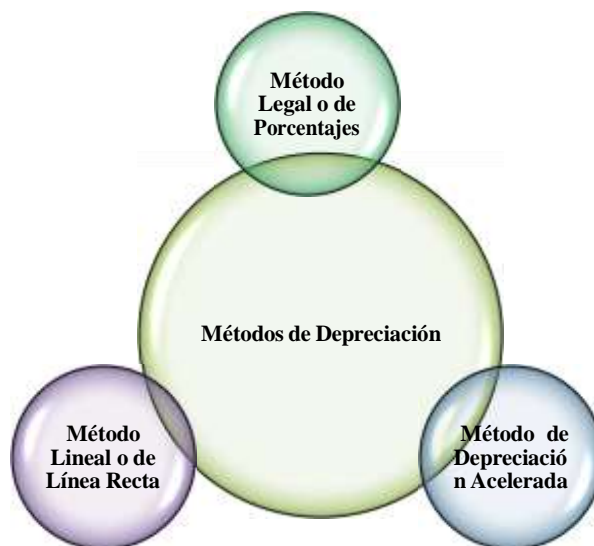 Método
Legal o de
Porcentajes
Métodos de Depreciación
Método
Lineal o de
Línea Recta
Método de
Depreciació
n Acelerada